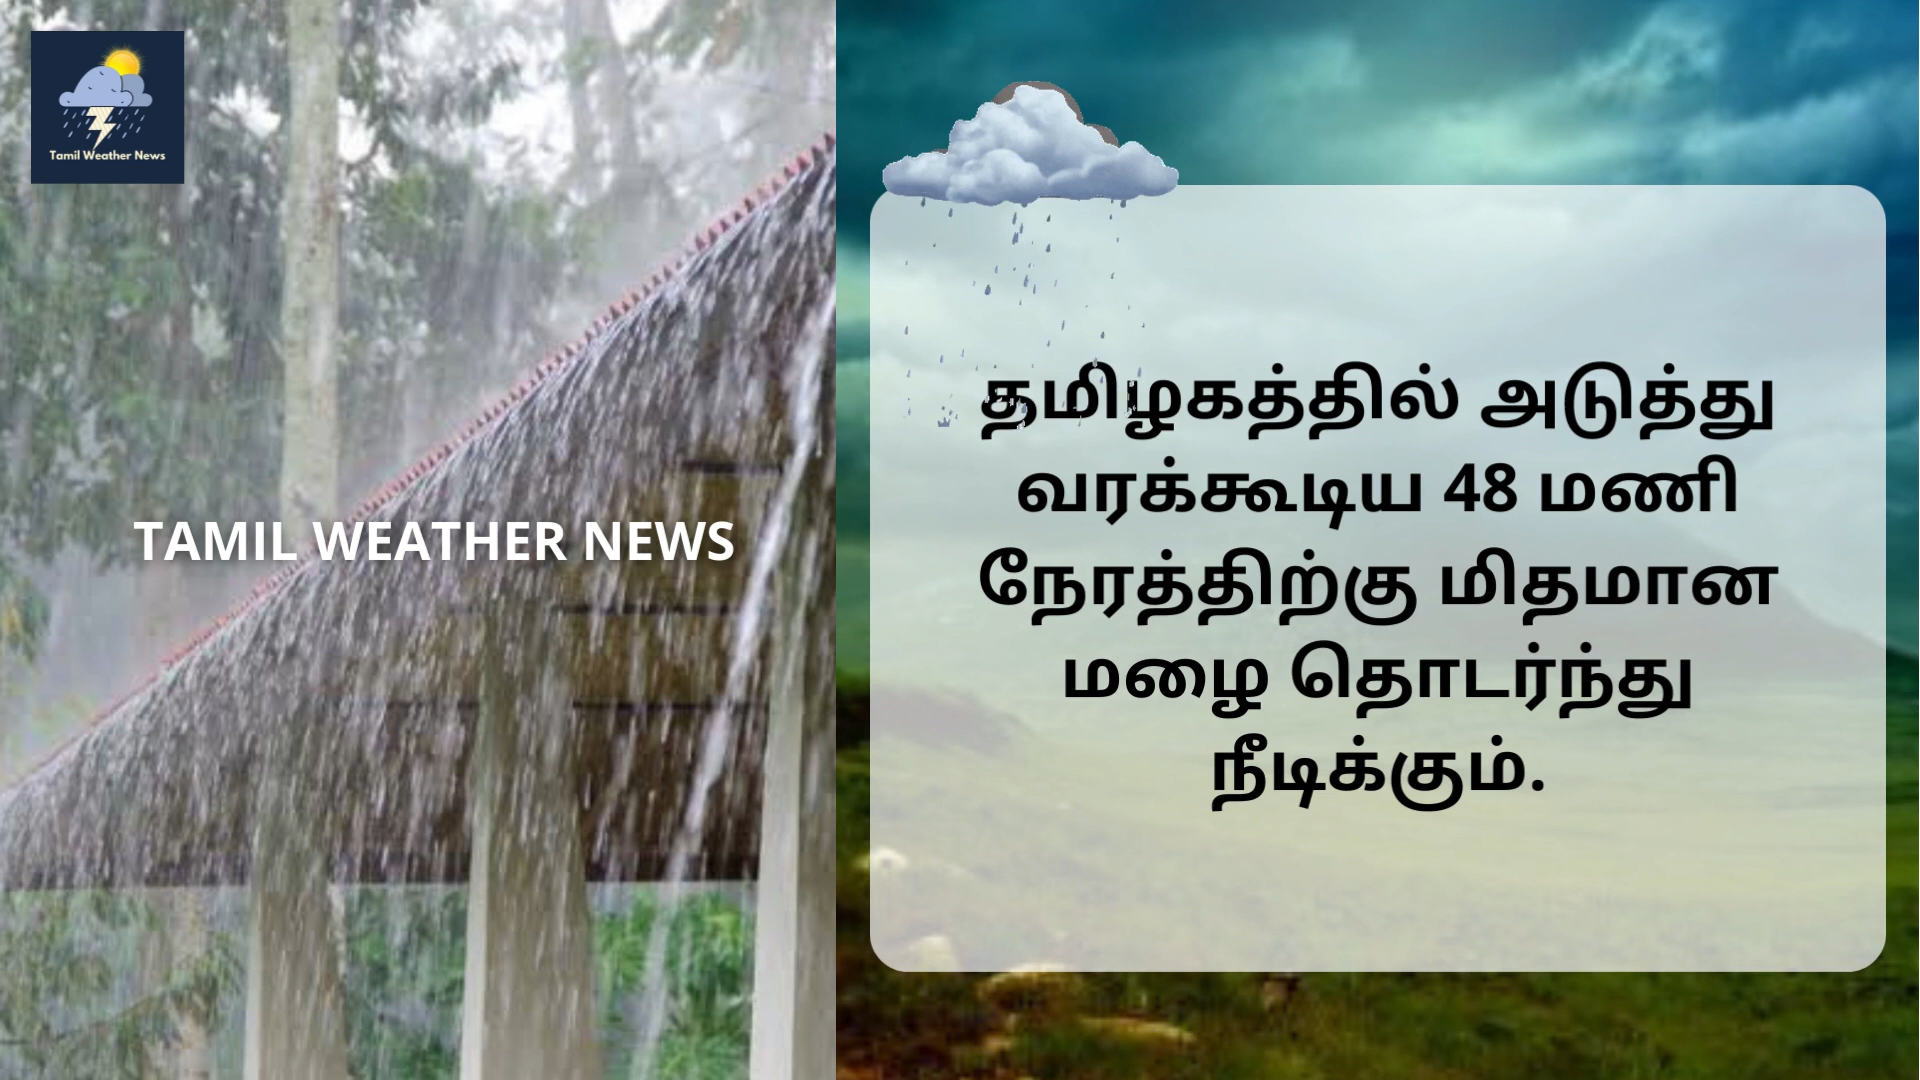 Tamil Weather News
TAMIL WEATHER NEWS
தமிழகத்தில் அடுத்து
வரக்கூடிய 48 மணி
நேரத்திற்கு மிதமான
மழை தொடர்ந்து
நீடிக்கும்.